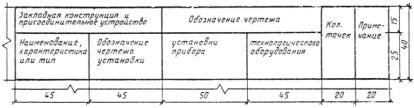 Закладная конструкция и
присоединительное устройство
Обозначение чертежа
Кол.
точек
Приме-
чание
Наименование,
характеристика
или тип
Обозначение
чертежа
установки
установки
прибора
технологического
оборудования
15
25
40
45
45
50
45
20
20